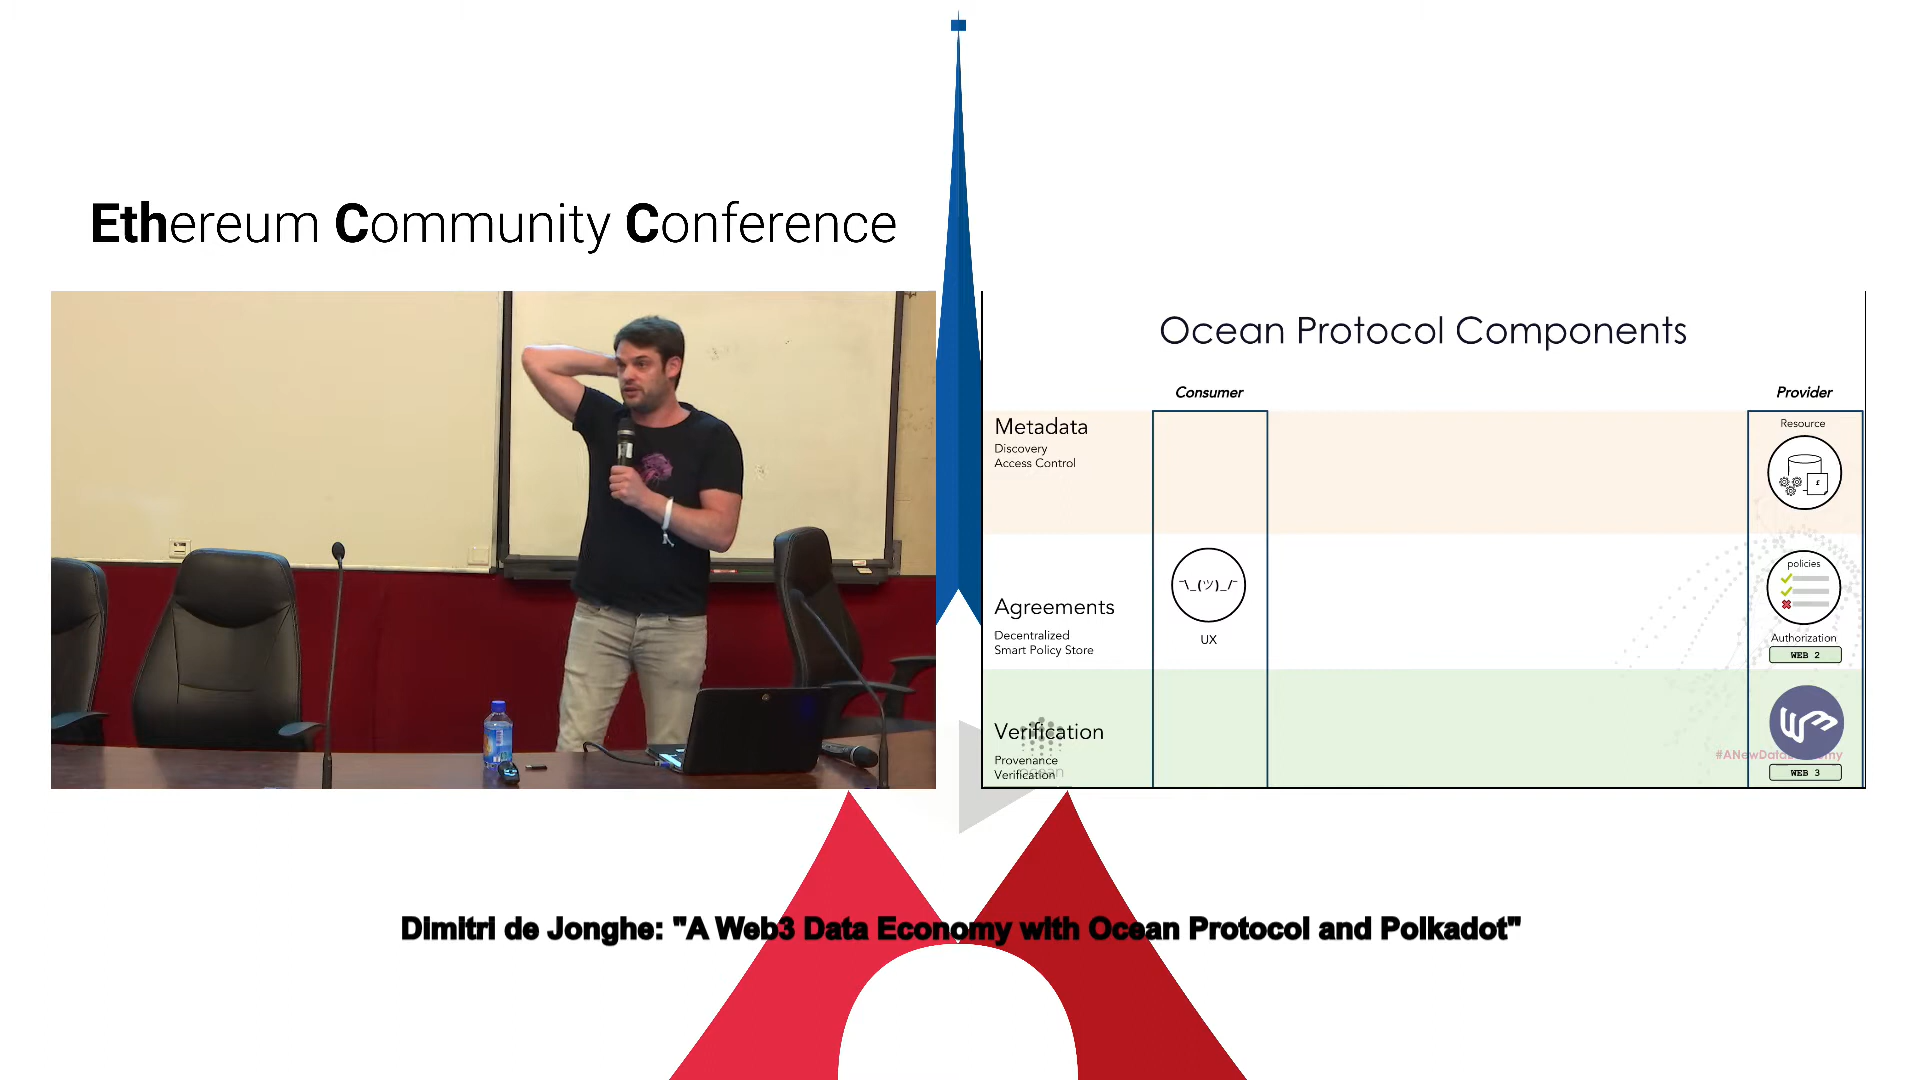 Ethereum Community Conference
Ocean Protocol Components
Consumer
Provider
Metadata
Discovery
Access Control
Resource
£
Agreements
Decentralized
Smart Policy Store
¯\_(ツ)_/¯
UX
policies
Authorization
WEB 2
Verification
Provenance
Verification
ocean
#ANewDataEconomy
WEB 3
Dimitri de Jonghe: "A Web3 Data Economy with Ocean Protocol and Polkadot"